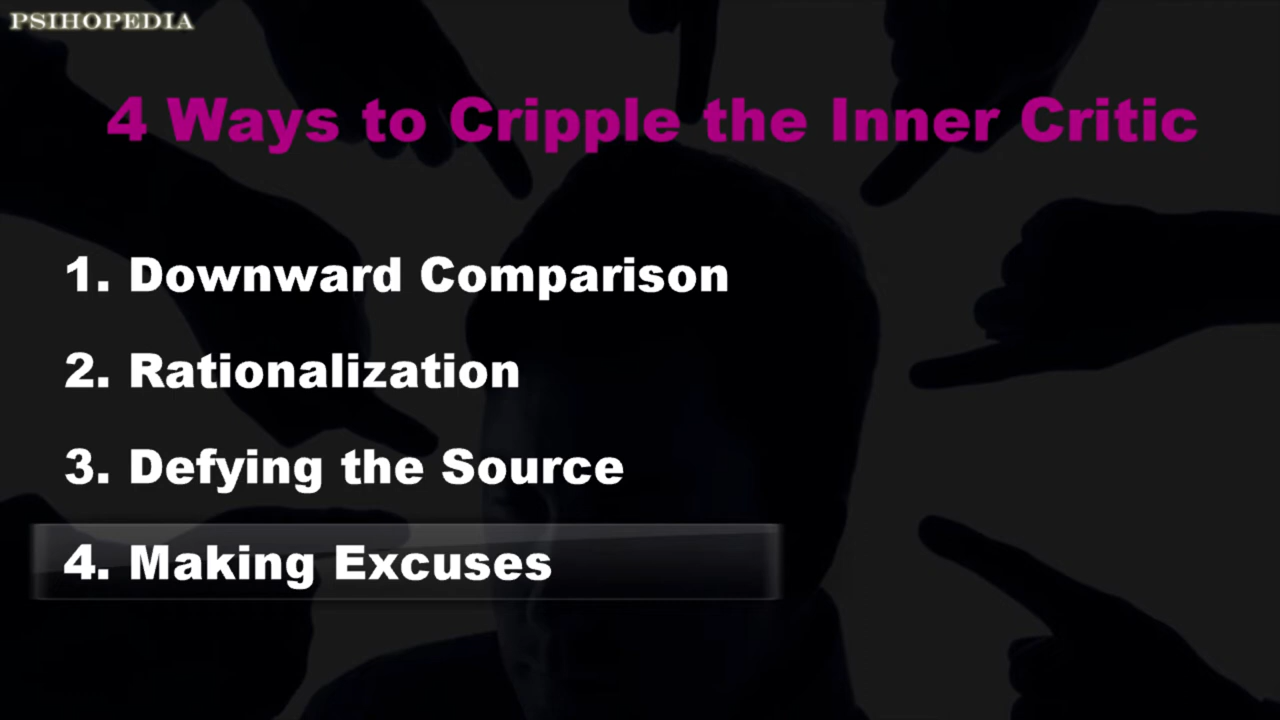 PSIHOPEDIA
4 Ways to Cripple the Inner Critic
1. Downward Comparison
2. Rationalization
3. Defying the Source
4. Making Excuses